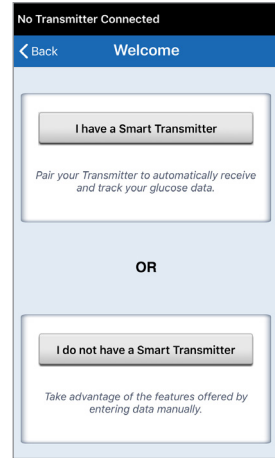 No Transmitter Connected
Back Welcome
I have a Smart Transmitter
Pair your Transmitter to automatically receive
and track your glucose data.
OR
I do not have a Smart Transmitter
Take advantage of the features offered by
entering data manually.